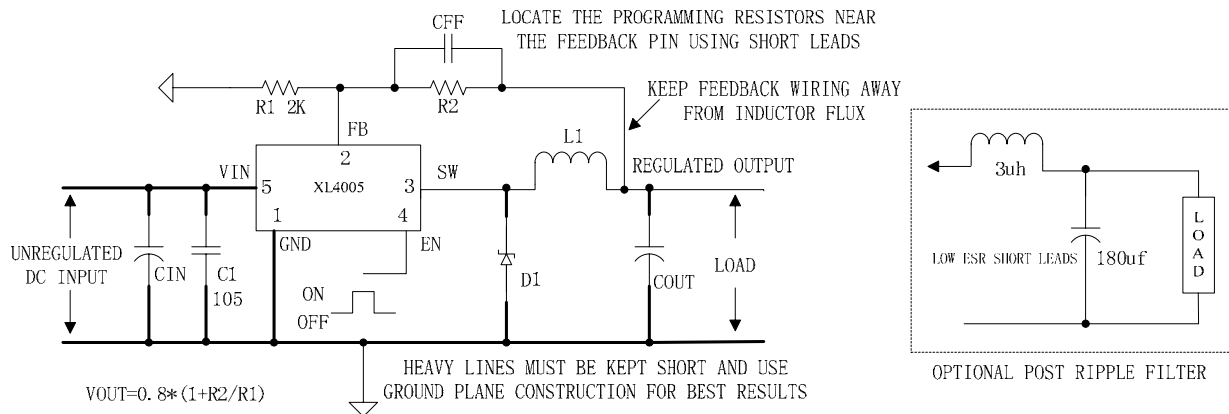 CFF
LOCATE THE PROGRAMMING RESISTORS NEAR
THE FEEDBACK PIN USING SHORT LEADS
R1 2K
R2
KEEP FEEDBACK WIRING AWAY
FROM INDUCTOR FLUX
FB
2
L1
VIN
5
XL4005
3
SW
REGULATED OUTPUT
1
4
GND
EN
UNREGULATED
DC INPUT
CIN
C1
105
ON
OFF
D1
COUT
LOAD
HEAVY LINES MUST BE KEPT SHORT AND USE
GROUND PLANE CONSTRUCTION FOR BEST RESULTS
VOUT=0.8*(1+R2/R1)
3uh
LOW ESR SHORT LEADS
180uf
LOAD
OPTIONAL POST RIPPLE FILTER